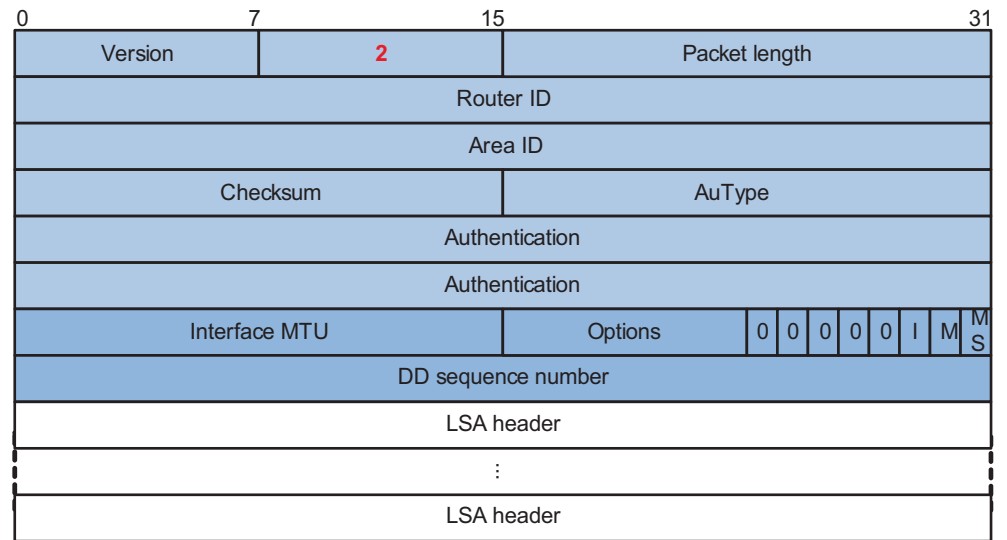 0 7 15 31
Version 2 Packet length
Router ID
Area ID
Checksum AuType
Authentication
Authentication
Interface MTU Options 0 0 0 0 0 I M M
S
DD sequence number
LSA header
⋮
LSA header